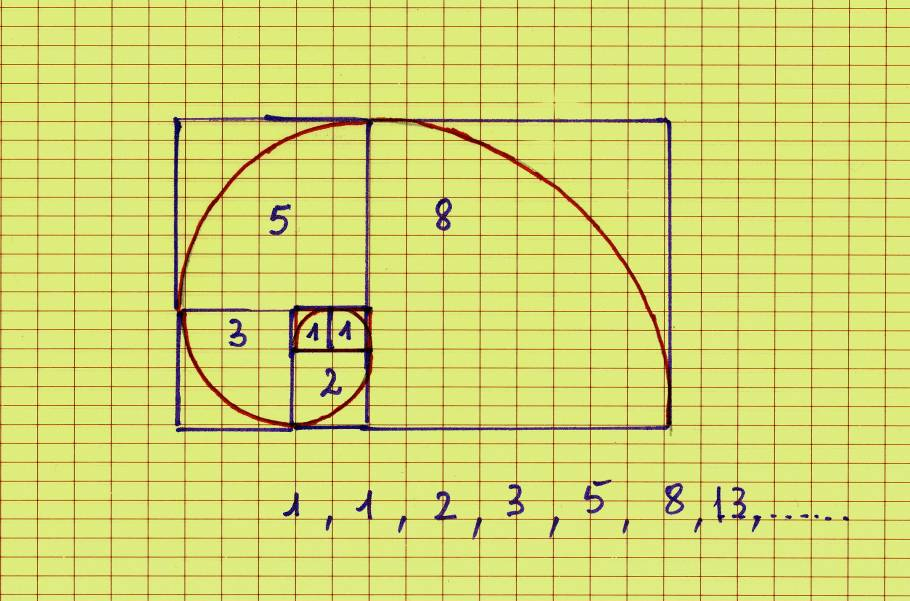 5 8
3 1 1
2
1, 1, 2, 3, 5, 8, 13, .......